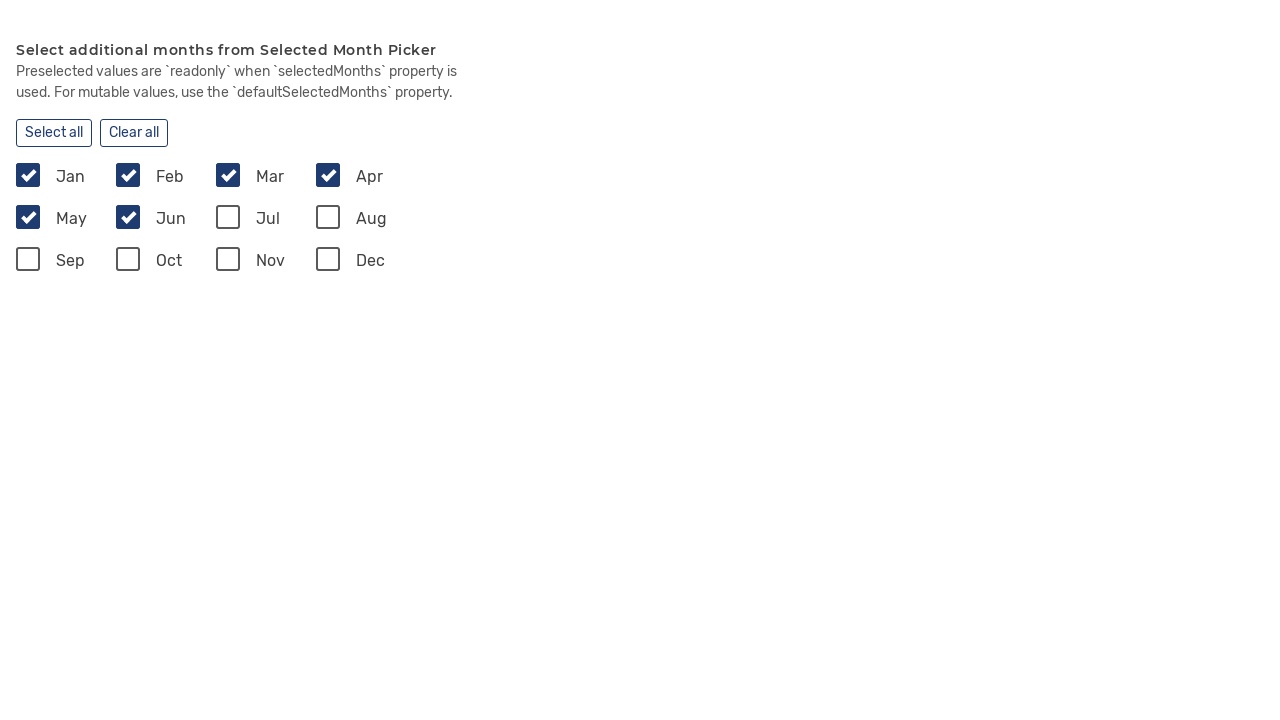 Select additional months from Selected Month Picker
Preselected values are `readonly` when `selectedMonths` property is
used. For mutable values, use the `defaultSelectedMonths` property.
Select all Clear all
Jan Feb Mar Apr
May Jun Jul Aug
Sep Oct Nov Dec